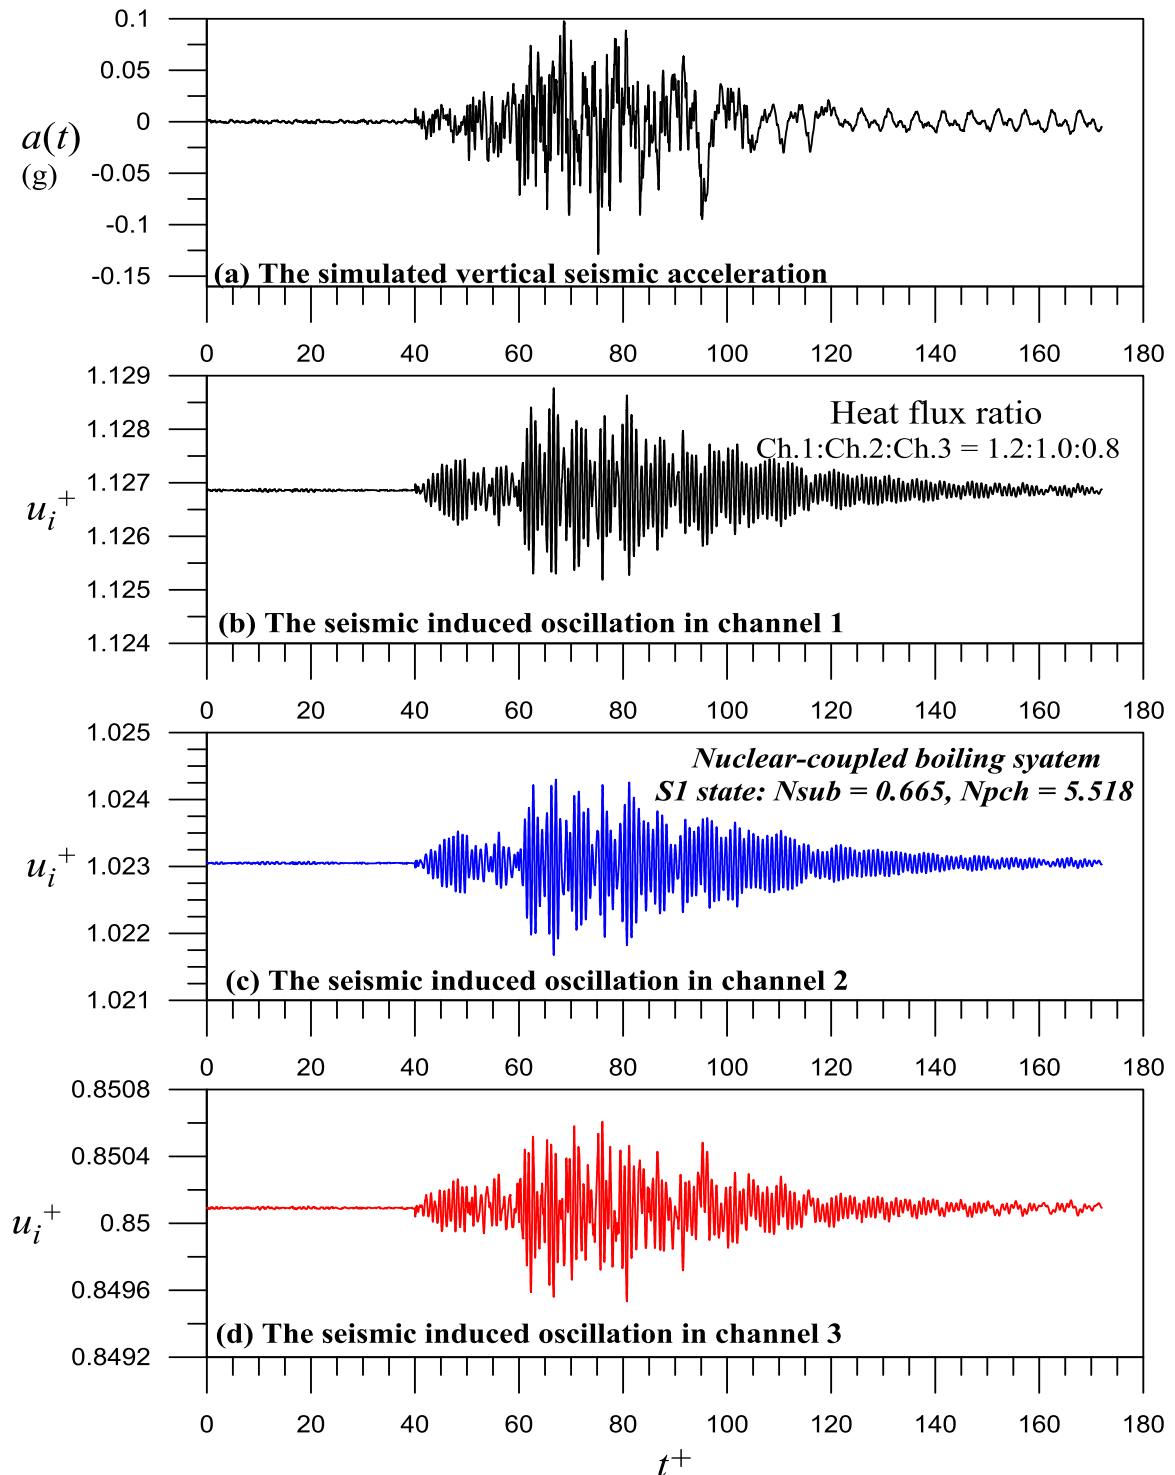 0.1
0.05
0
-0.05
-0.1
-0.15
a(t)
(g)
(a) The simulated vertical seismic acceleration
0 20 40 60 80 100 120 140 160 180
1.129
1.128
1.127
1.126
1.125
1.124
u_i^+
Heat flux ratio
Ch.1:Ch.2:Ch.3 = 1.2:1.0:0.8
(b) The seismic induced oscillation in channel 1
0 20 40 60 80 100 120 140 160 180
1.025
1.024
1.023
1.022
1.021
u_i^+
Nuclear-coupled boiling syatem
S1 state: Nsub = 0.665, Npch = 5.518
(c) The seismic induced oscillation in channel 2
0 20 40 60 80 100 120 140 160 180
0.8508
0.8504
0.85
0.8496
0.8492
u_i^+
(d) The seismic induced oscillation in channel 3
0 20 40 60 80 100 120 140 160 180
t^+